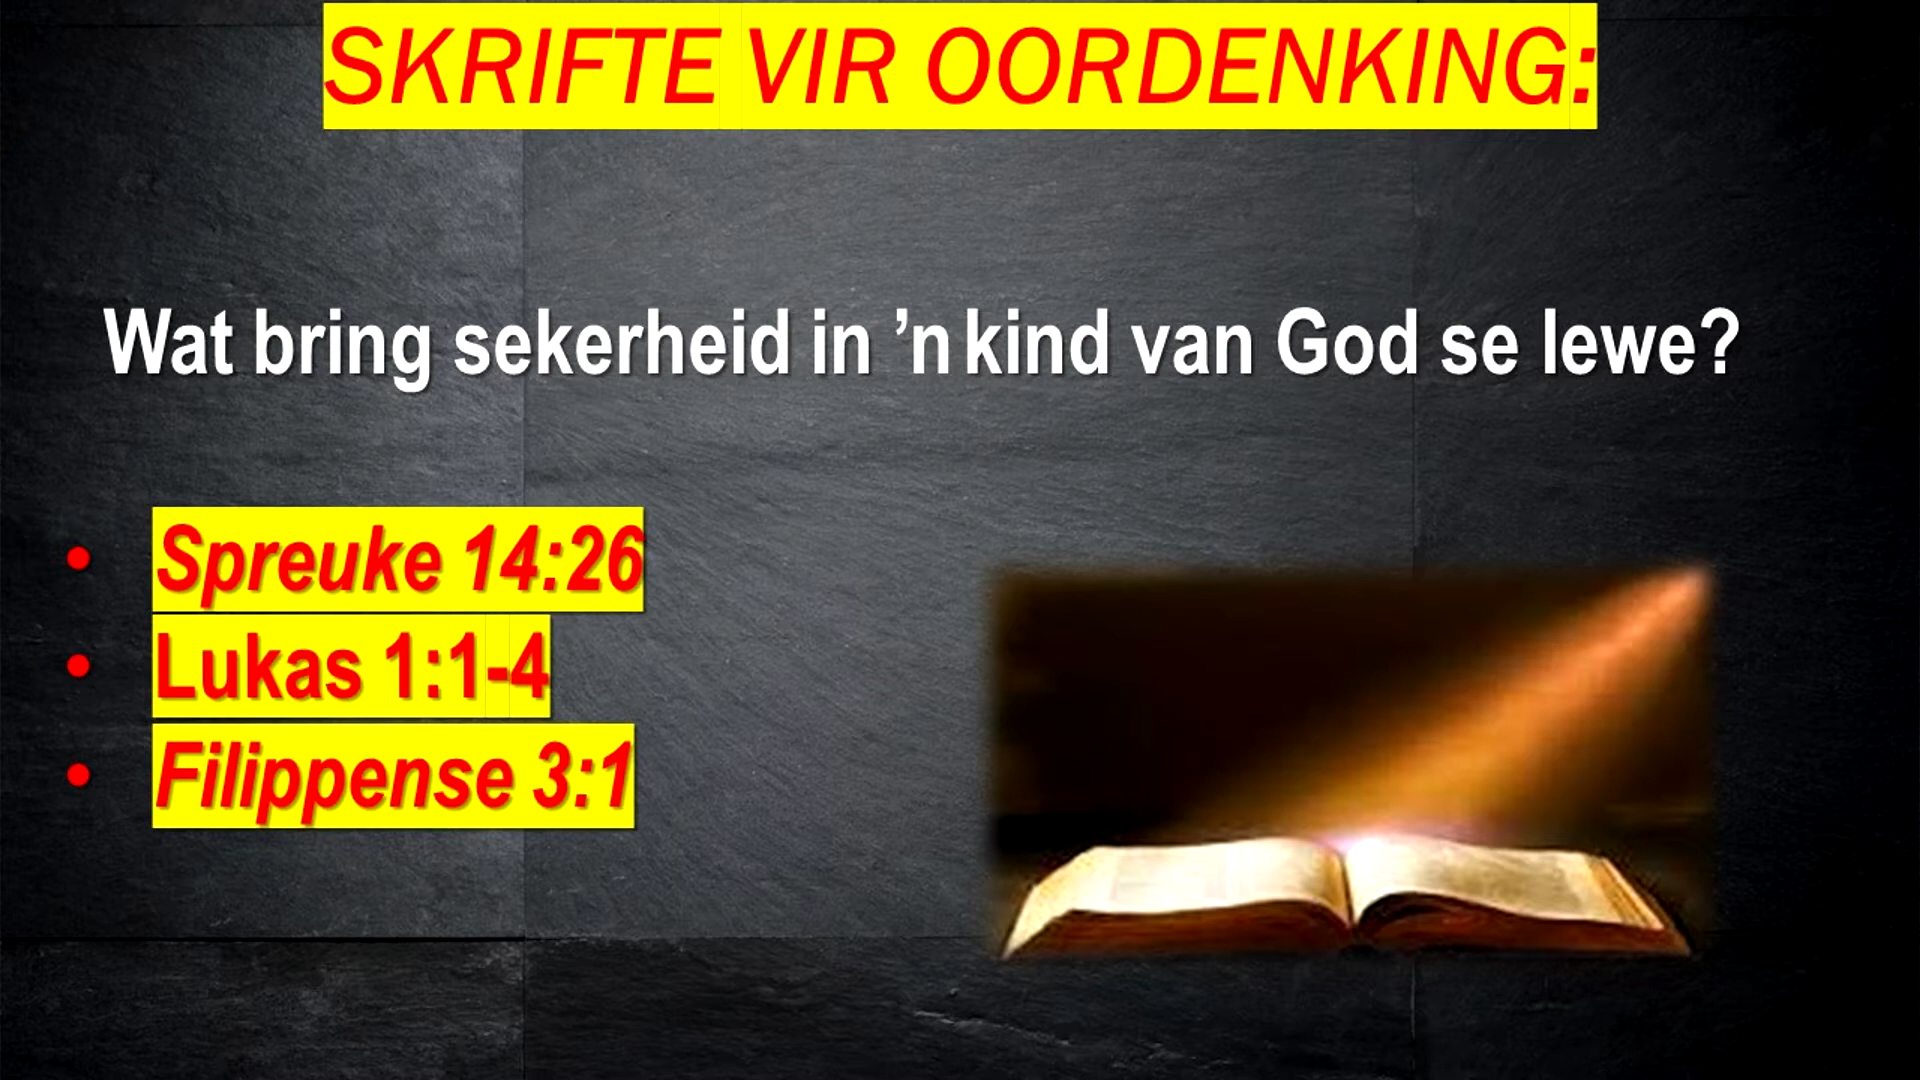 SKRIFTE VIR OORDENKING:
Wat bring sekerheid in ’n kind van God se lewe?
• Spreuke 14:26
• Lukas 1:1-4
• Filippense 3:1